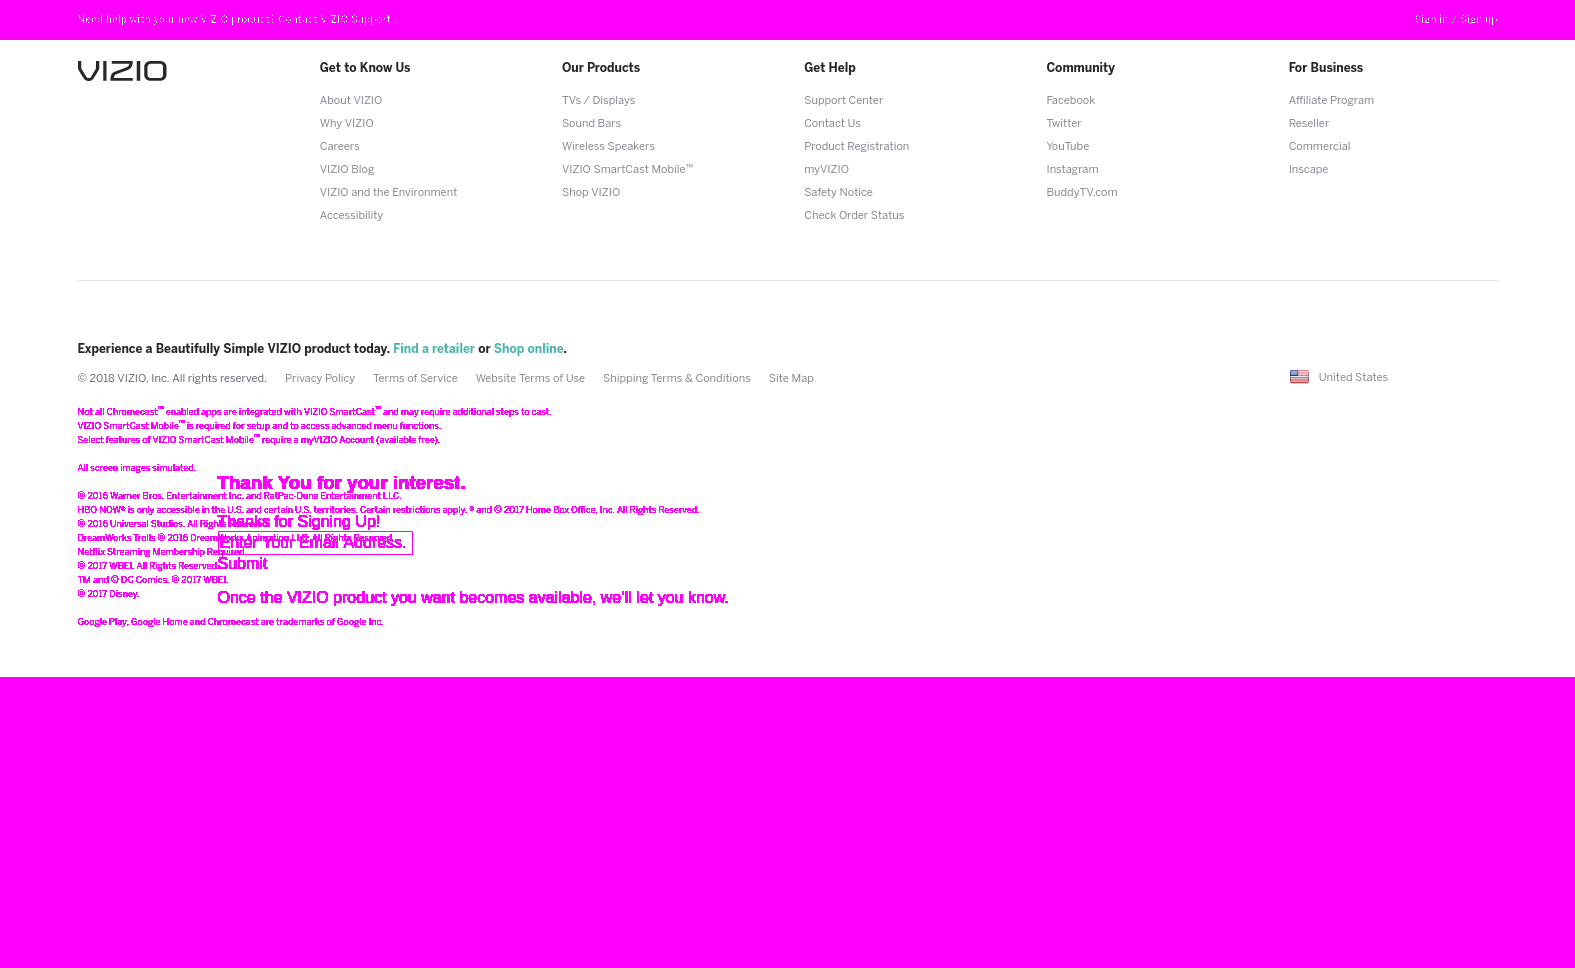 Need help with your new VIZIO product? Contact VIZIO Support.
Sign in / Sign up
VIZIO
Get to Know Us
About VIZIO
Why VIZIO
Careers
VIZIO Blog
VIZIO and the Environment
Accessibility
Our Products
TVs / Displays
Sound Bars
Wireless Speakers
VIZIO SmartCast Mobile™
Shop VIZIO
Get Help
Support Center
Contact Us
Product Registration
myVIZIO
Safety Notice
Check Order Status
Community
Facebook
Twitter
YouTube
Instagram
BuddyTV.com
For Business
Affiliate Program
Reseller
Commercial
Inscape
Experience a Beautifully Simple VIZIO product today. Find a retailer or Shop online.
© 2018 VIZIO, Inc. All rights reserved. Privacy Policy Terms of Service Website Terms of Use Shipping Terms & Conditions Site Map
United States
Not all Chromecast™ enabled apps are integrated with VIZIO SmartCast™ and may require additional steps to cast.
VIZIO SmartCast Mobile™ is required for setup and to access advanced menu functions.
Select features of VIZIO SmartCast Mobile™ require a myVIZIO Account (available free).
All screen images simulated.
Thank You for your interest.
© 2016 Warner Bros. Entertainment Inc. and RatPac-Dune Entertainment LLC.
HBO NOW® is only accessible in the U.S. and certain U.S. territories. Certain restrictions apply. ® and © 2017 Home Box Office, Inc. All Rights Reserved.
© 2016 Universal Studios. All Rights Reserved.
Thanks for Signing Up!
DreamWorks Trolls © 2016 DreamWorks Animation LLC. All Rights Reserved.
Enter Your Email Address.
Netflix Streaming Membership Required.
© 2017 WBEI. All Rights Reserved.
Submit
TM and © DC Comics. © 2017 WBEI.
© 2017 Disney.
Once the VIZIO product you want becomes available, we'll let you know.
Google Play, Google Home and Chromecast are trademarks of Google Inc.